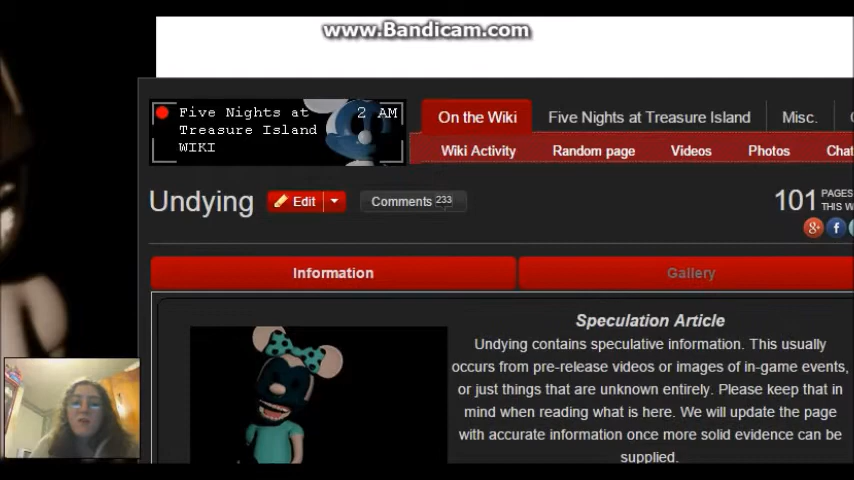 www.Bandicam.com
Five Nights at 2 AM
Treasure Island
WIKI
On the Wiki Five Nights at Treasure Island Misc.
Wiki Activity Random page Videos Photos Chat
Undying Edit Comments 233
101 PAGES
THIS W
Information Gallery
Speculation Article
Undying contains speculative information. This usually
occurs from pre-release videos or images of in-game events,
or just things that are unknown entirely. Please keep that in
mind when reading what is here. We will update the page
with accurate information once more solid evidence can be
supplied.